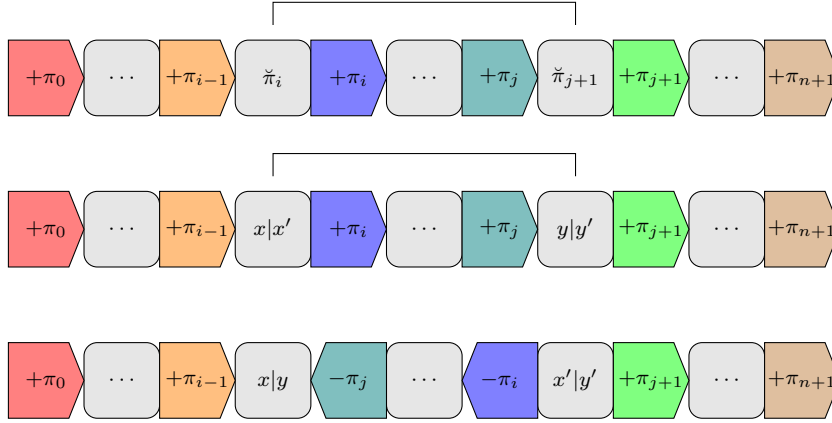 +π₀ ⋯ +πᵢ₋₁ π̆ᵢ +πᵢ ⋯ +πⱼ π̆ⱼ₊₁ +πⱼ₊₁ ⋯ +πₙ₊₁
+π₀ ⋯ +πᵢ₋₁ x|x′ +πᵢ ⋯ +πⱼ y|y′ +πⱼ₊₁ ⋯ +πₙ₊₁
+π₀ ⋯ +πᵢ₋₁ x|y −πⱼ ⋯ −πᵢ x′|y′ +πⱼ₊₁ ⋯ +πₙ₊₁